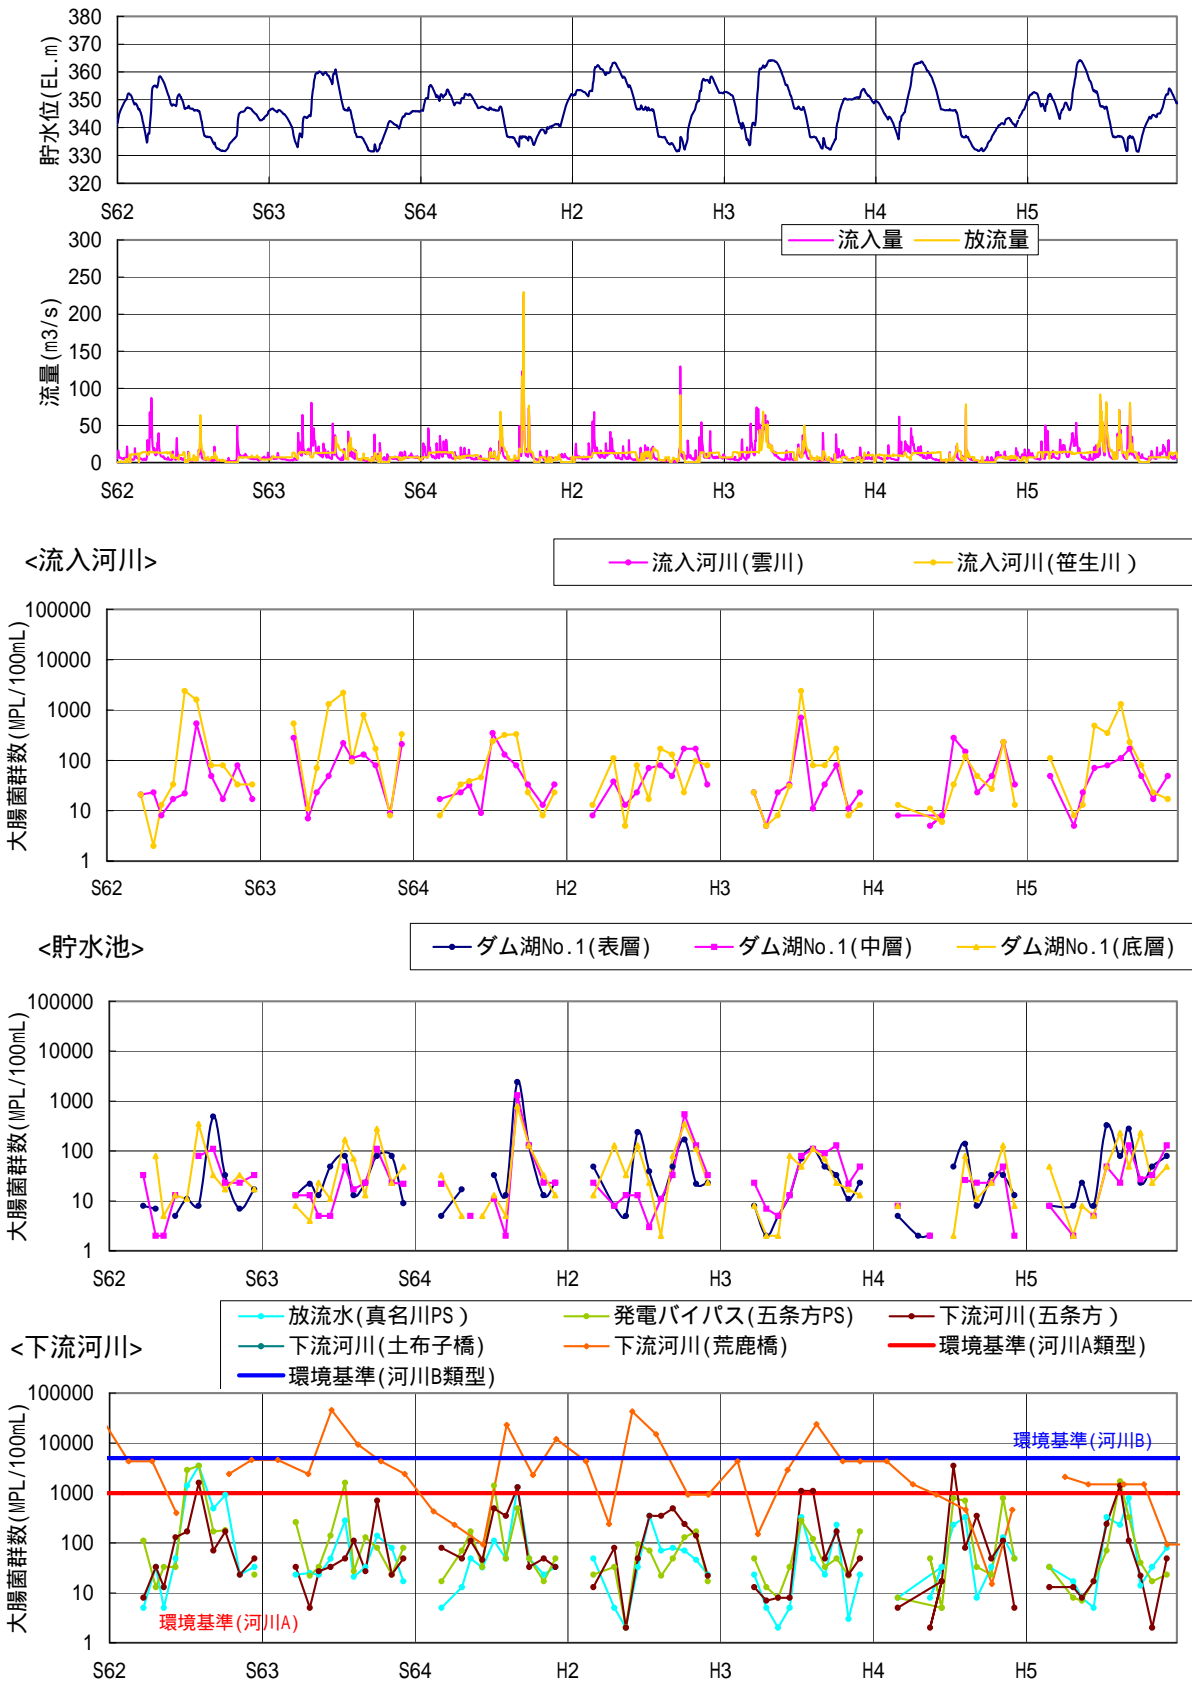 380
370
360
350
340
330
320
貯水位(EL.m)
S62 S63 S64 H2 H3 H4 H5
流入量 放流量
300
250
200
150
100
50
0
流量(m3/s)
S62 S63 S64 H2 H3 H4 H5
<流入河川>
流入河川(雲川) 流入河川(笹生川)
100000
10000
1000
100
10
1
大腸菌群数(MPL/100mL)
S62 S63 S64 H2 H3 H4 H5
<貯水池>
ダム湖No.1(表層) ダム湖No.1(中層) ダム湖No.1(底層)
100000
10000
1000
100
10
1
大腸菌群数(MPL/100mL)
S62 S63 S64 H2 H3 H4 H5
<下流河川>
放流水(真名川PS) 発電バイパス(五条方PS) 下流河川(五条方)
下流河川(土布子橋) 下流河川(荒鹿橋) 環境基準(河川A類型)
環境基準(河川B類型)
100000
10000
1000
100
10
1
大腸菌群数(MPL/100mL)
環境基準(河川B)
環境基準(河川A)
S62 S63 S64 H2 H3 H4 H5